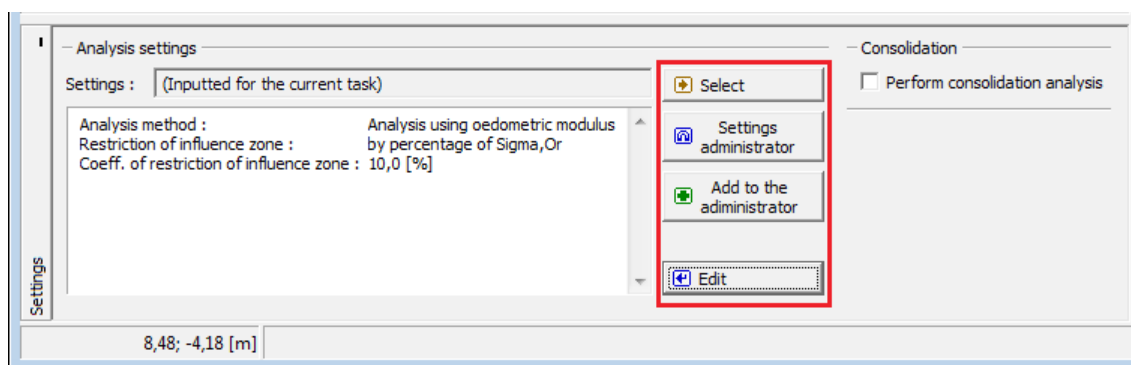 Analysis settings
Consolidation
Settings :
(Inputted for the current task)
Select
Perform consolidation analysis
Analysis method : Analysis using oedometric modulus
Restriction of influence zone : by percentage of Sigma,Or
Coeff. of restriction of influence zone : 10,0 [%]
Settings
administrator
Add to the
adiministrator
Edit
Settings
8,48; -4,18 [m]